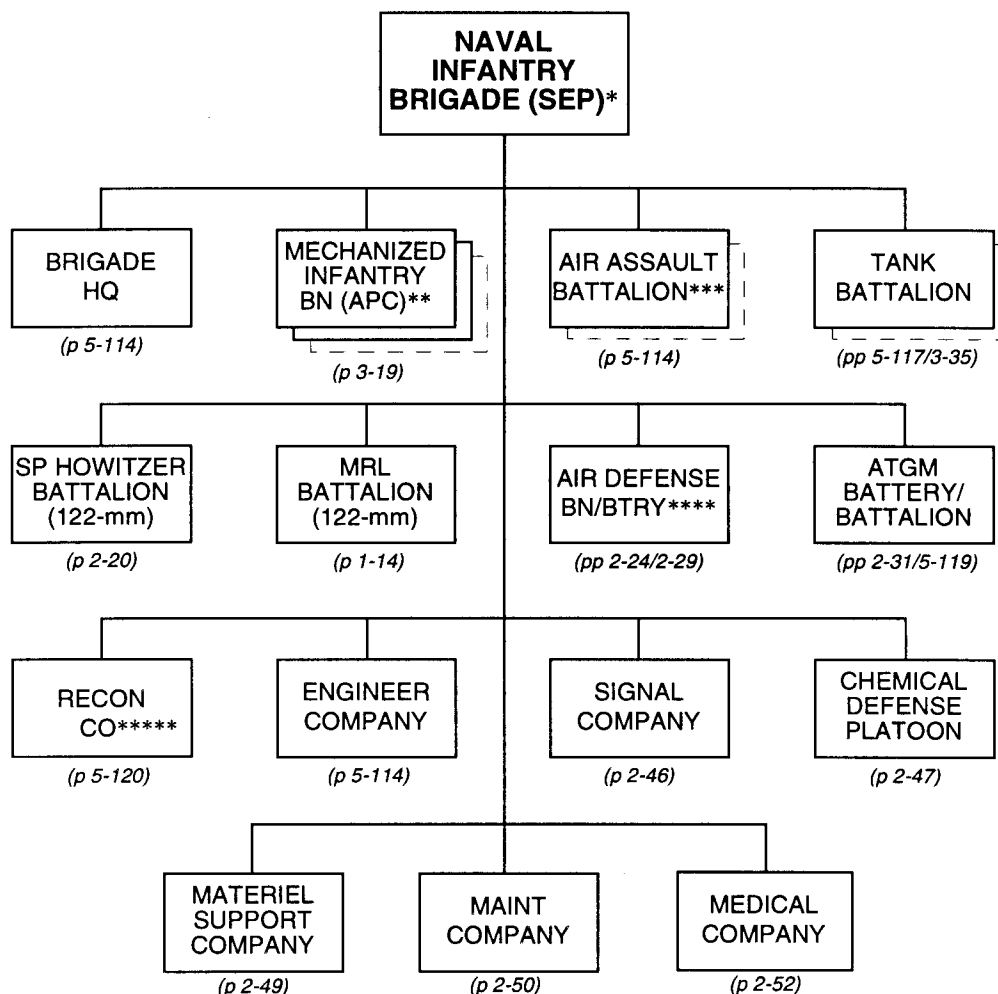 NAVAL
INFANTRY
BRIGADE (SEP)*
BRIGADE
HQ
(p 5-114)
MECHANIZED
INFANTRY
BN (APC)**
(p 3-19)
AIR ASSAULT
BATTALION***
(p 5-114)
TANK
BATTALION
(pp 5-117/3-35)
SP HOWITZER
BATTALION
(122-mm)
(p 2-20)
MRL
BATTALION
(122-mm)
(p 1-14)
AIR DEFENSE
BN/BTRY****
(pp 2-24/2-29)
ATGM
BATTERY/
BATTALION
(pp 2-31/5-119)
RECON
CO*****
(p 5-120)
ENGINEER
COMPANY
(p 5-114)
SIGNAL
COMPANY
(p 2-46)
CHEMICAL
DEFENSE
PLATOON
(p 2-47)
MATERIEL
SUPPORT
COMPANY
(p 2-49)
MAINT
COMPANY
(p 2-50)
MEDICAL
COMPANY
(p 2-52)